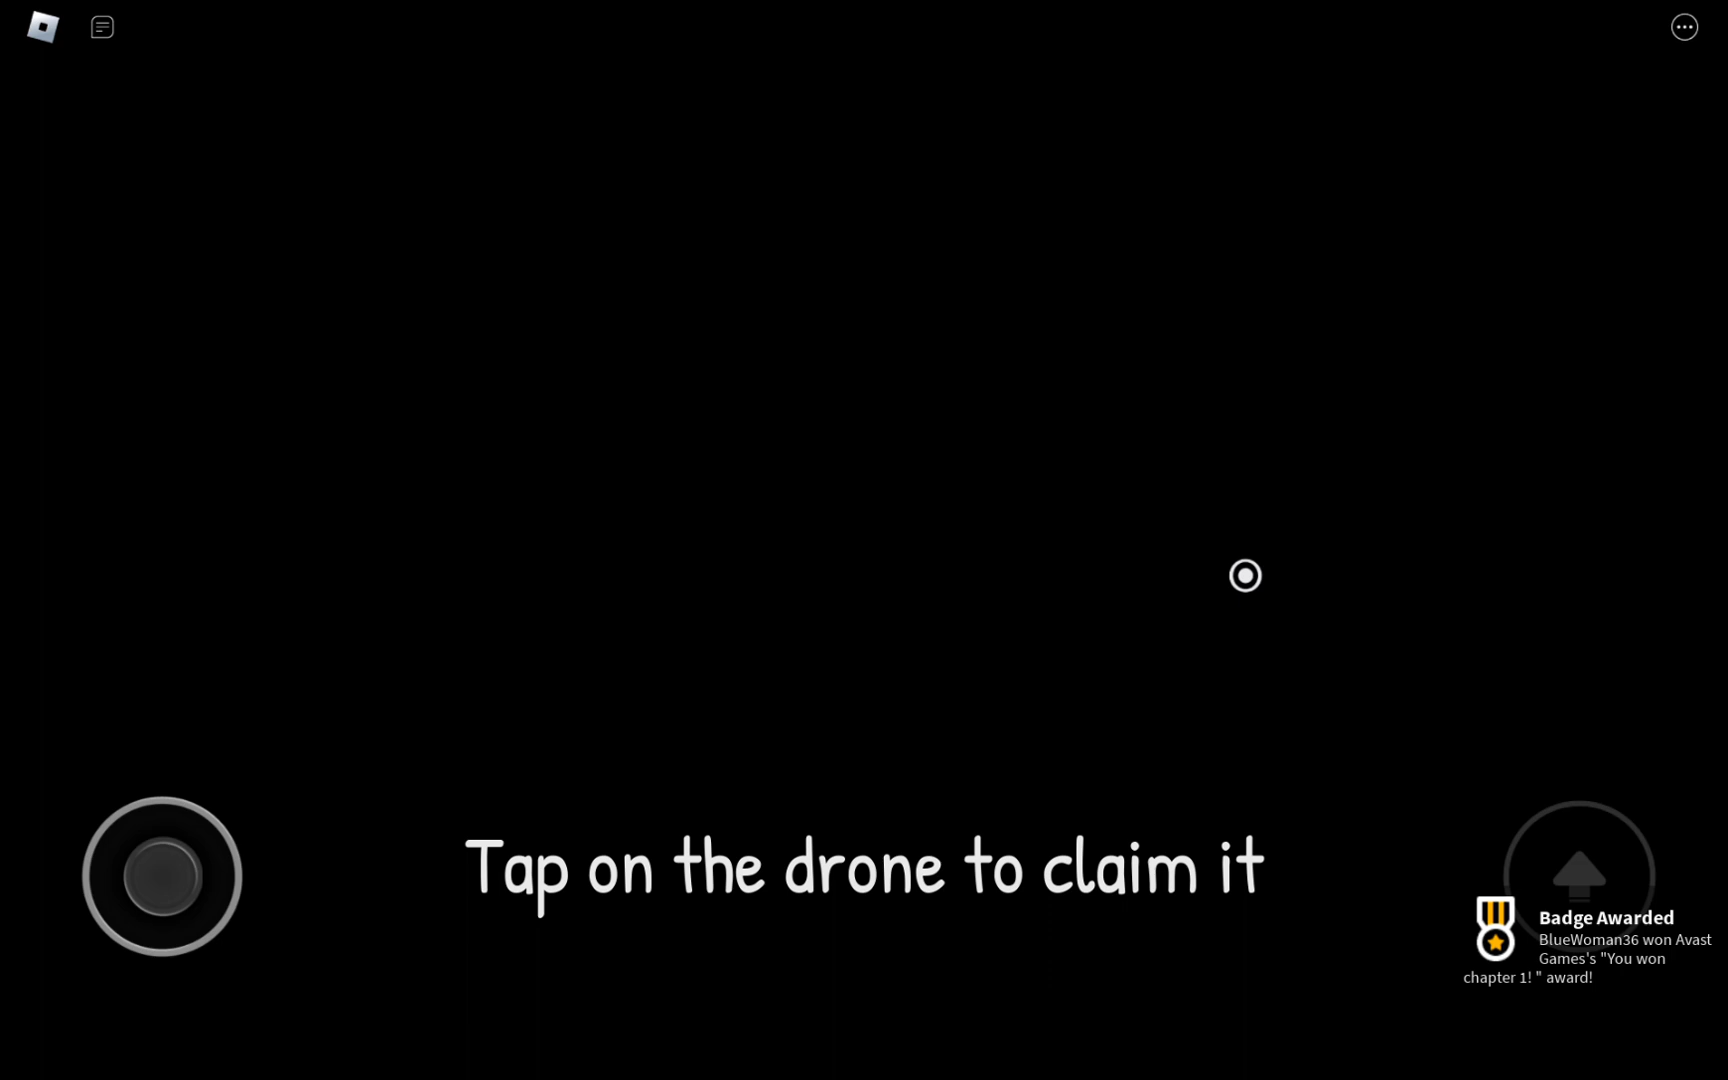 Tap on the drone to claim it
Badge Awarded
BlueWoman36 won Avast
Games's "You won
chapter 1! " award!